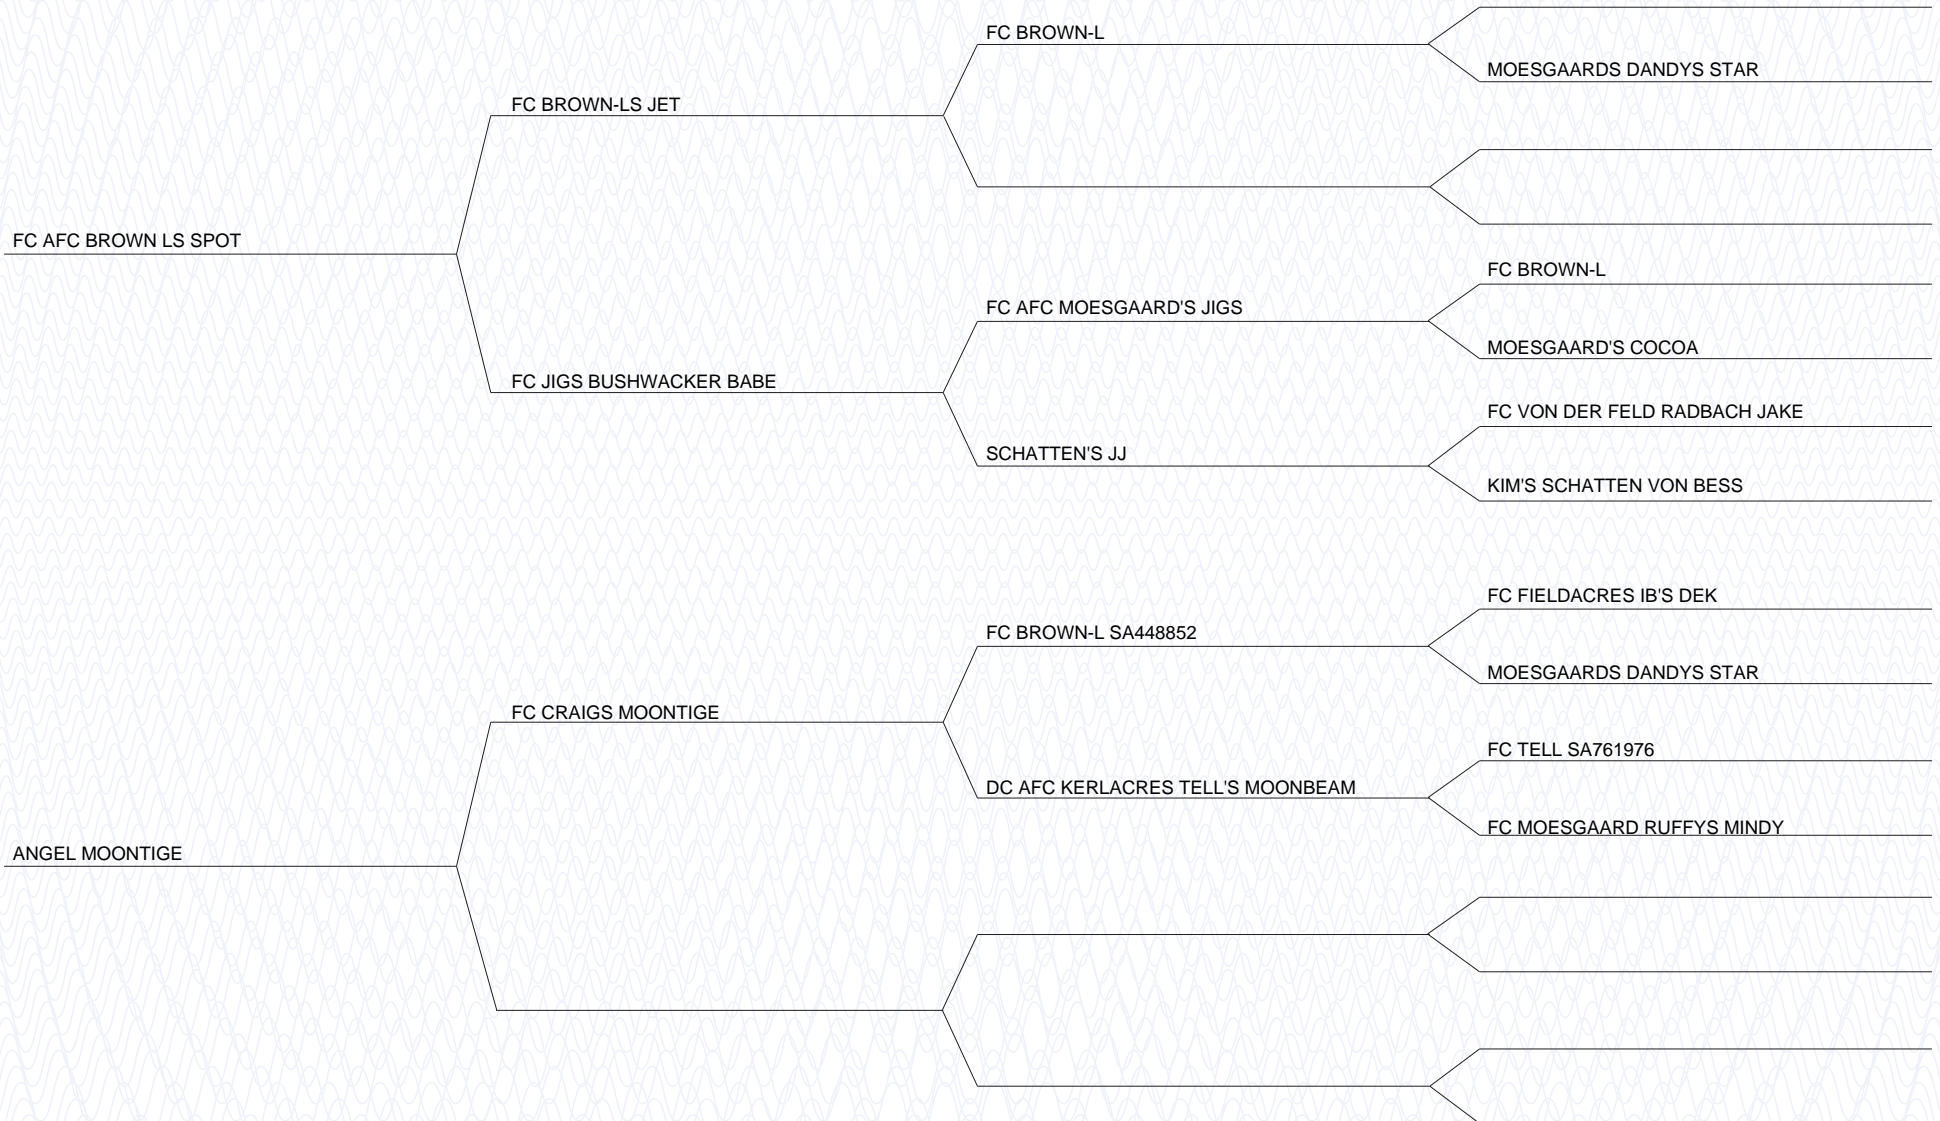 FC BROWN-L
MOESGAARDS DANDYS STAR
FC BROWN-LS JET
FC AFC BROWN LS SPOT
FC BROWN-L
FC AFC MOESGAARD'S JIGS
MOESGAARD'S COCOA
FC JIGS BUSHWACKER BABE
FC VON DER FELD RADBACH JAKE
SCHATTEN'S JJ
KIM'S SCHATTEN VON BESS
FC FIELDACRES IB'S DEK
FC BROWN-L SA448852
MOESGAARDS DANDYS STAR
FC CRAIGS MOONTIGE
FC TELL SA761976
DC AFC KERLACRES TELL'S MOONBEAM
FC MOESGAARD RUFFYS MINDY
ANGEL MOONTIGE